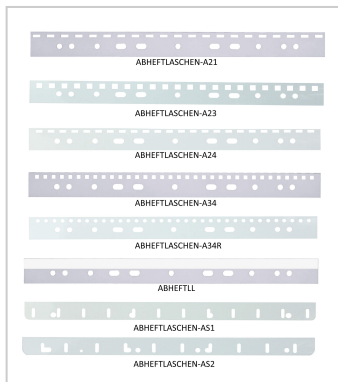 ABHEFTLASCHEN-A21
ABHEFTLASCHEN-A23
ABHEFTLASCHEN-A24
ABHEFTLASCHEN-A34
ABHEFTLASCHEN-A34R
ABHEFTLL
ABHEFTLASCHEN-AS1
ABHEFTLASCHEN-AS2